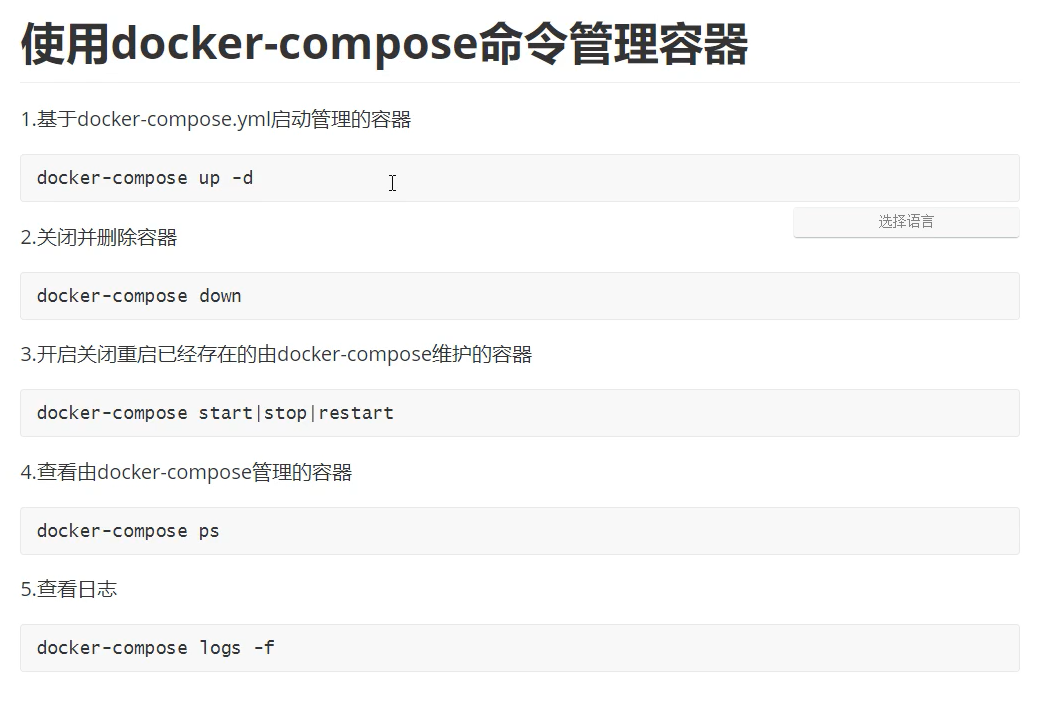 使用docker-compose命令管理容器
1.基于docker-compose.yml启动管理的容器
docker-compose up -d
选择语言
2.关闭并删除容器
docker-compose down
3.开启关闭重启已经存在的由docker-compose维护的容器
docker-compose start|stop|restart
4.查看由docker-compose管理的容器
docker-compose ps
5.查看日志
docker-compose logs -f